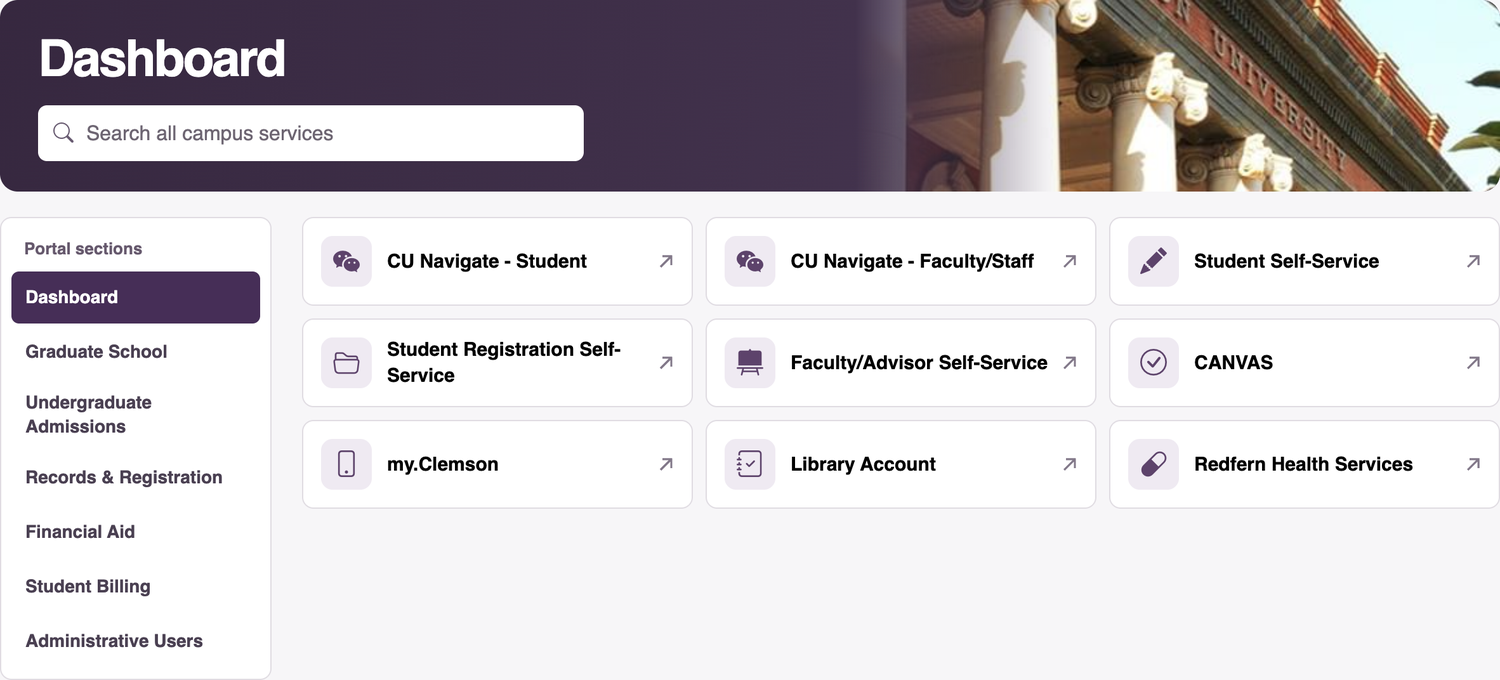 Dashboard
Search all campus services
UNIVERSITY
Portal sections
Dashboard
Graduate School
Undergraduate
Admissions
Records & Registration
Financial Aid
Student Billing
Administrative Users
CU Navigate - Student
CU Navigate - Faculty/Staff
Student Self-Service
Student Registration Self-
Service
Faculty/Advisor Self-Service
CANVAS
my.Clemson
Library Account
Redfern Health Services